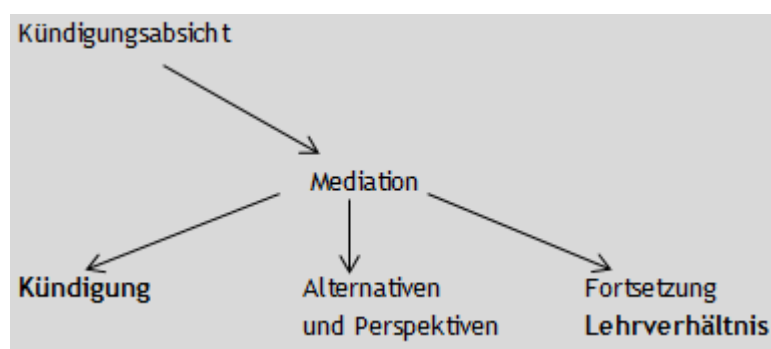 Kündigungsabsicht
Mediation
Kündigung
Alternativen
und Perspektiven
Fortsetzung
Lehrverhältnis